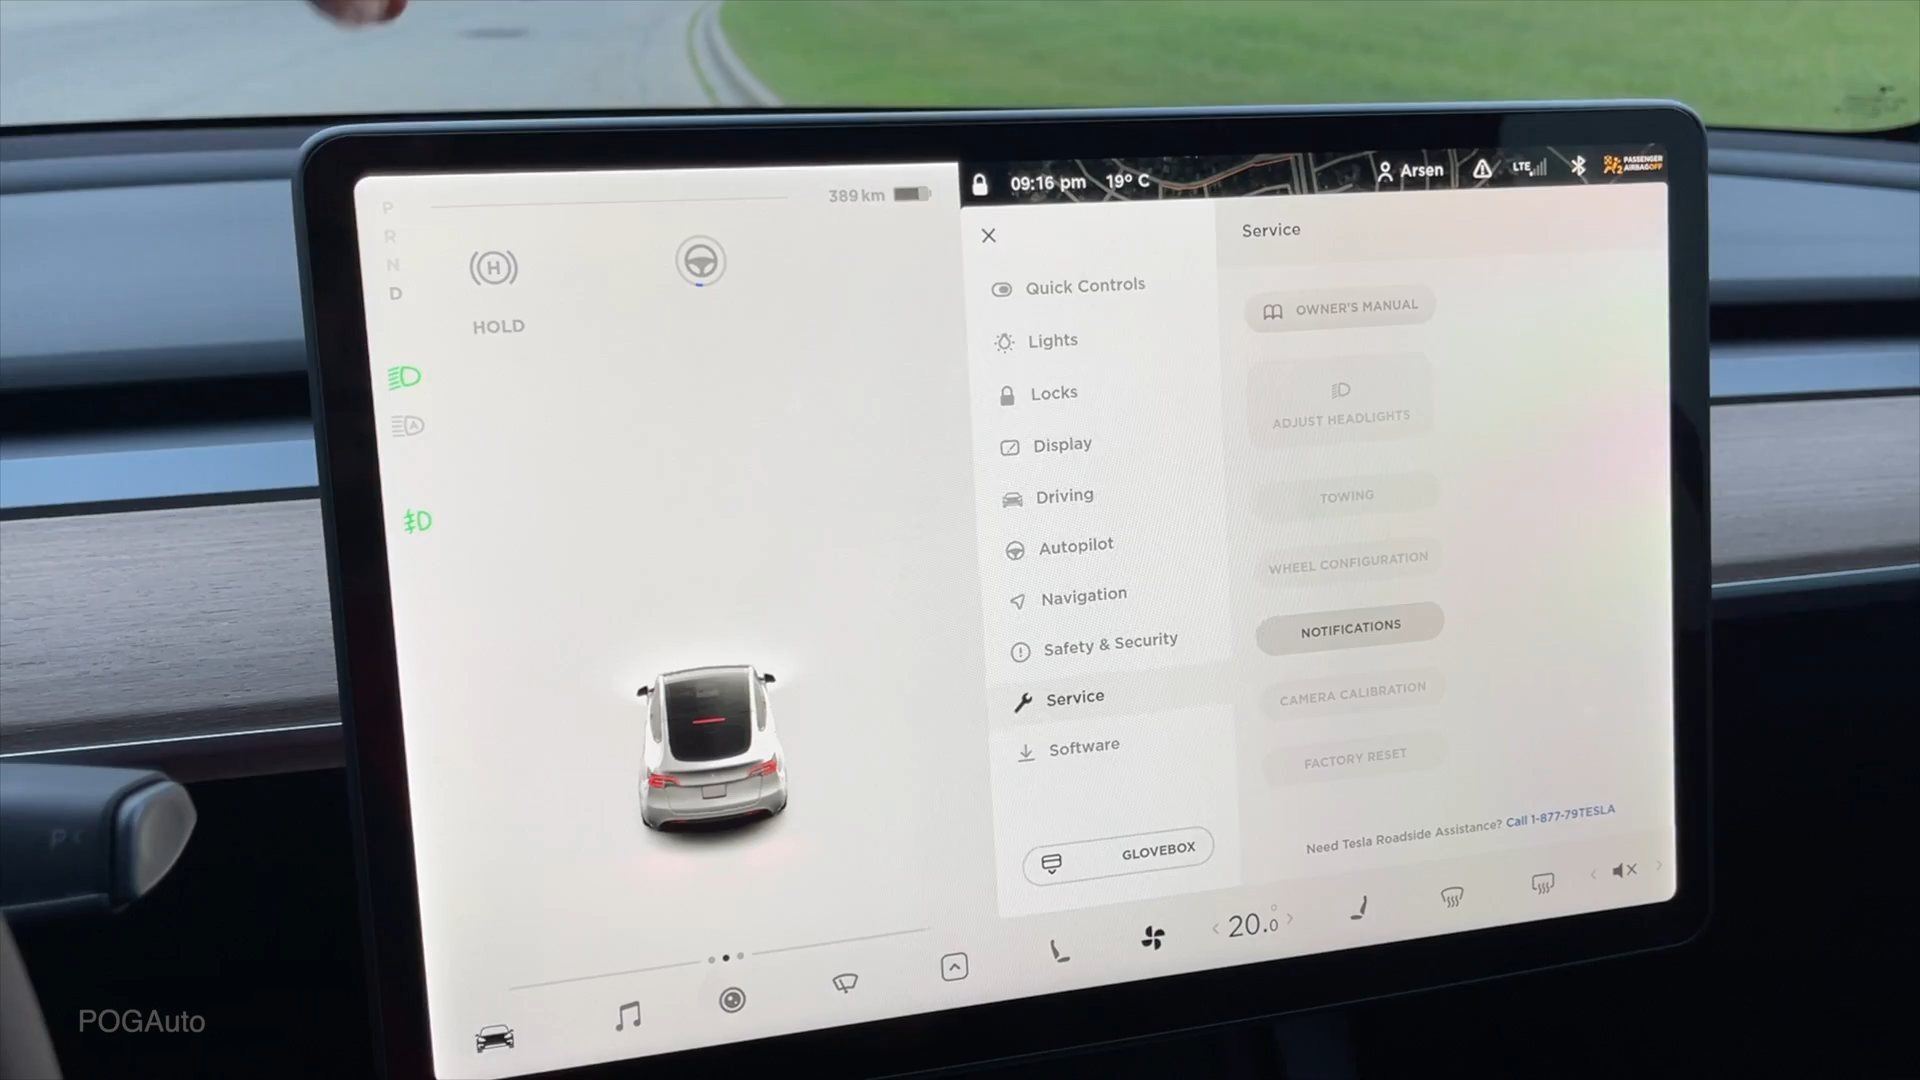 P
R
N
D
389 km
H
HOLD
A
09:16 pm 19° C
Arsen
LTE
PASSENGER
AIRBAG OFF
Service
Quick Controls
Lights
Locks
Display
Driving
Autopilot
Navigation
Safety & Security
Service
Software
GLOVEBOX
OWNER'S MANUAL
ADJUST HEADLIGHTS
TOWING
WHEEL CONFIGURATION
NOTIFICATIONS
CAMERA CALIBRATION
FACTORY RESET
Need Tesla Roadside Assistance? Call 1-877-79TESLA
20.0°
P
POGAuto